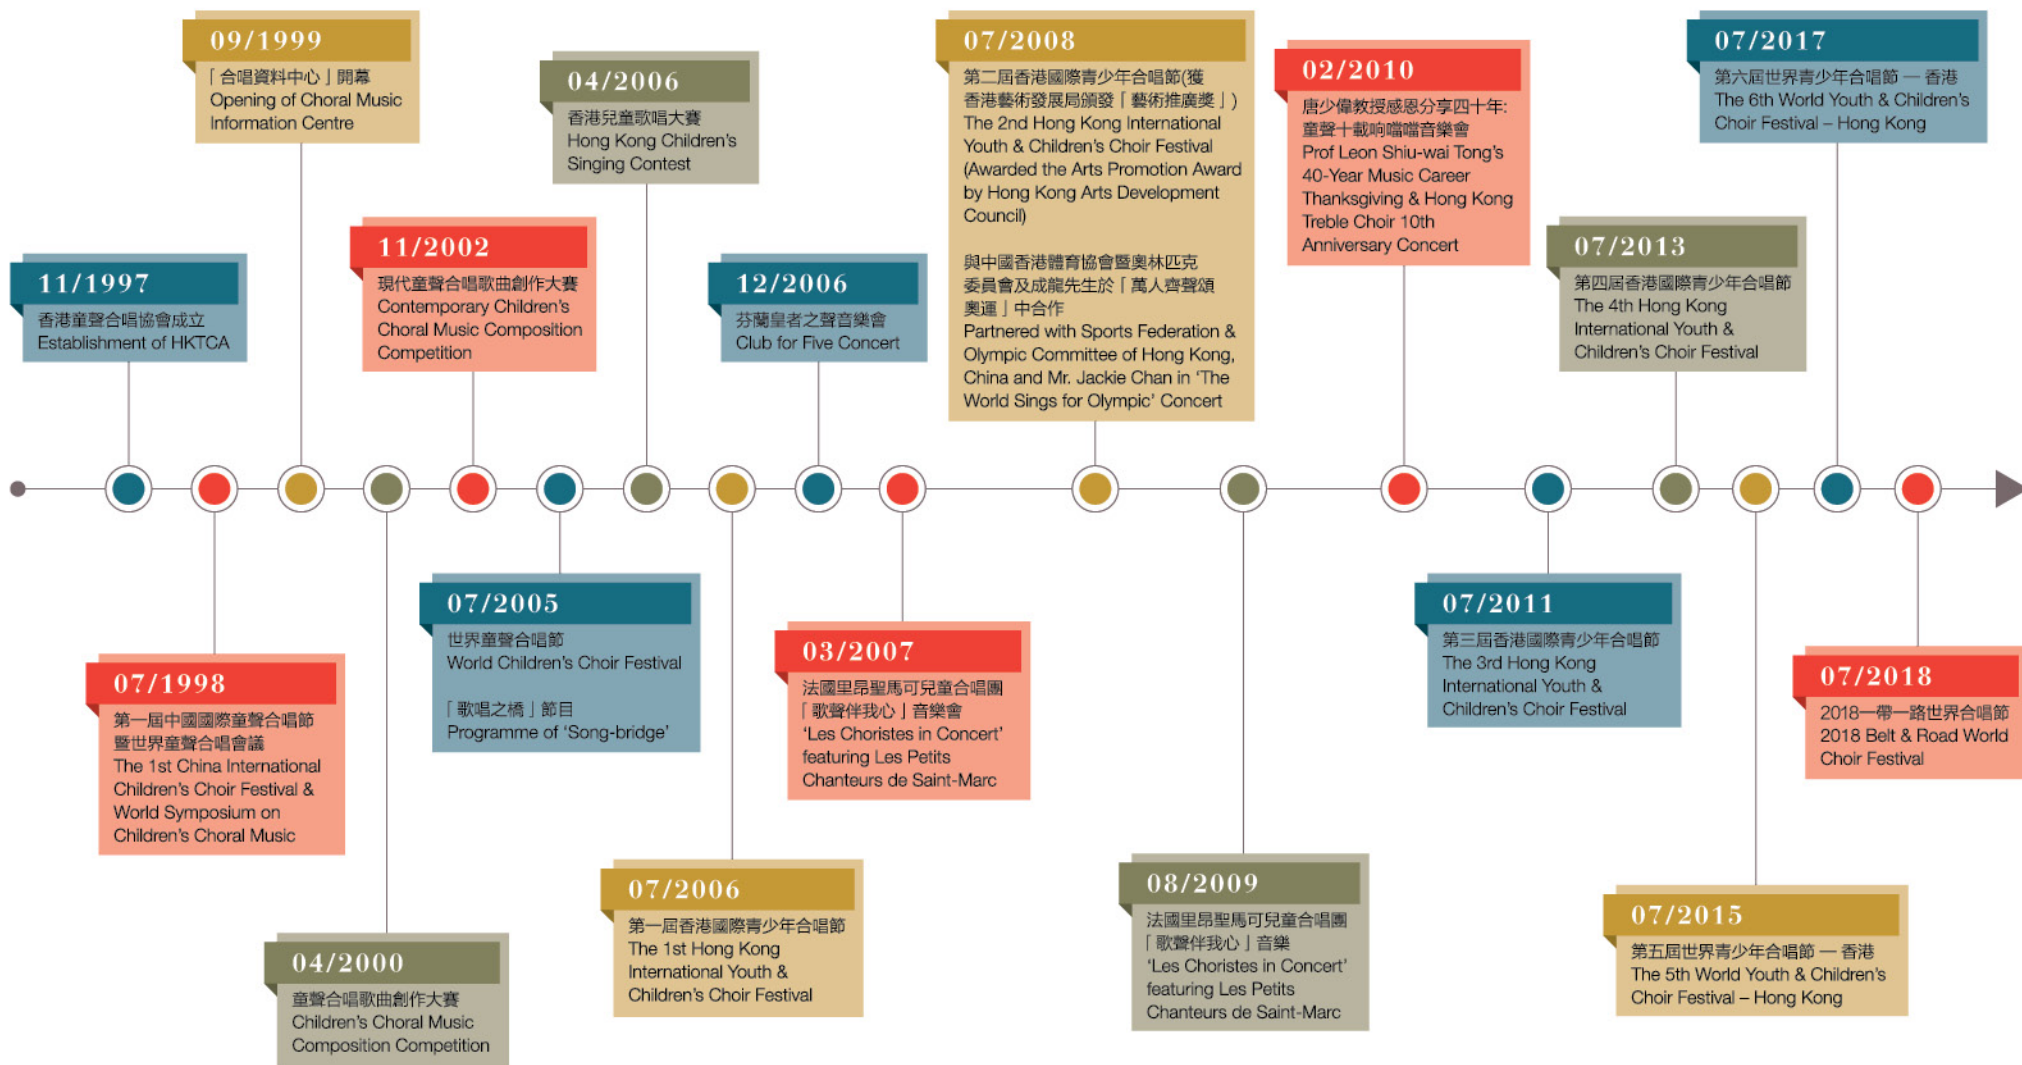 11/1997
香港童聲合唱協會成立
Establishment of HKTCA
07/1998
第一屆中國國際童聲合唱節
暨世界童聲合唱會議
The 1st China International
Children's Choir Festival &
World Symposium on
Children's Choral Music
09/1999
「合唱資料中心」開幕
Opening of Choral Music
Information Centre
04/2000
童聲合唱歌曲創作大賽
Children's Choral Music
Composition Competition
11/2002
現代童聲合唱歌曲創作大賽
Contemporary Children's
Choral Music Composition
Competition
07/2005
世界童聲合唱節
World Children's Choir Festival
「歌唱之橋」節目
Programme of ‘Song-bridge’
04/2006
香港兒童歌唱大賽
Hong Kong Children's
Singing Contest
07/2006
第一屆香港國際青少年合唱節
The 1st Hong Kong
International Youth &
Children's Choir Festival
12/2006
芬蘭皇者之聲音樂會
Club for Five Concert
03/2007
法國里昂聖馬可兒童合唱團
「歌聲伴我心」音樂會
‘Les Choristes in Concert’
featuring Les Petits
Chanteurs de Saint-Marc
07/2008
第二屆香港國際青少年合唱節(獲
香港藝術發展局頒發「藝術推廣獎」)
The 2nd Hong Kong International
Youth & Children's Choir Festival
(Awarded the Arts Promotion Award
by Hong Kong Arts Development
Council)
與中國香港體育協會暨奧林匹克
委員會及成龍先生於「萬人齊聲頌
奧運」中合作
Partnered with Sports Federation &
Olympic Committee of Hong Kong,
China and Mr. Jackie Chan in ‘The
World Sings for Olympic’ Concert
08/2009
法國里昂聖馬可兒童合唱團
「歌聲伴我心」音樂
‘Les Choristes in Concert’
featuring Les Petits
Chanteurs de Saint-Marc
02/2010
唐少偉教授感恩分享四十年:
童聲十載响噹噹音樂會
Prof Leon Shiu-wai Tong's
40-Year Music Career
Thanksgiving & Hong Kong
Treble Choir 10th
Anniversary Concert
07/2011
第三屆香港國際青少年合唱節
The 3rd Hong Kong
International Youth &
Children's Choir Festival
07/2013
第四屆香港國際青少年合唱節
The 4th Hong Kong
International Youth &
Children's Choir Festival
07/2015
第五屆世界青少年合唱節 — 香港
The 5th World Youth & Children's
Choir Festival – Hong Kong
07/2017
第六屆世界青少年合唱節 — 香港
The 6th World Youth & Children's
Choir Festival – Hong Kong
07/2018
2018一帶一路世界合唱節
2018 Belt & Road World
Choir Festival